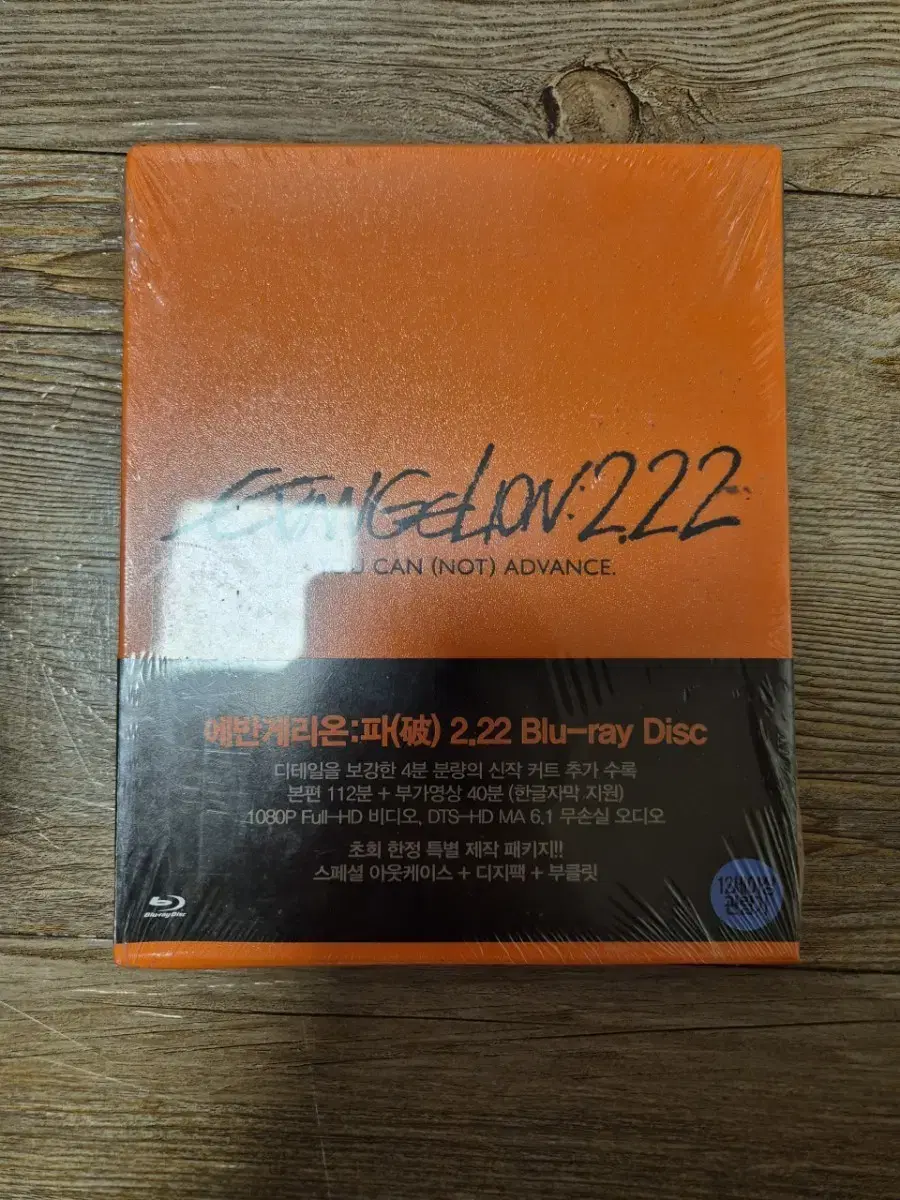 EVANGELION:2.22
CAN (NOT) ADVANCE.
에반게리온:파(破) 2.22 Blu-ray Disc
디테일을 보강한 4분 분량의 신작 커트 추가 수록
본편 112분 + 부가영상 40분 (한글자막 지원)
1080P Full-HD 비디오, DTS-HD MA 6.1 무손실 오디오
초회 한정 특별 제작 패키지!!
스페셜 아웃케이스 + 디지팩 + 부클릿
Blu-ray Disc
관람가